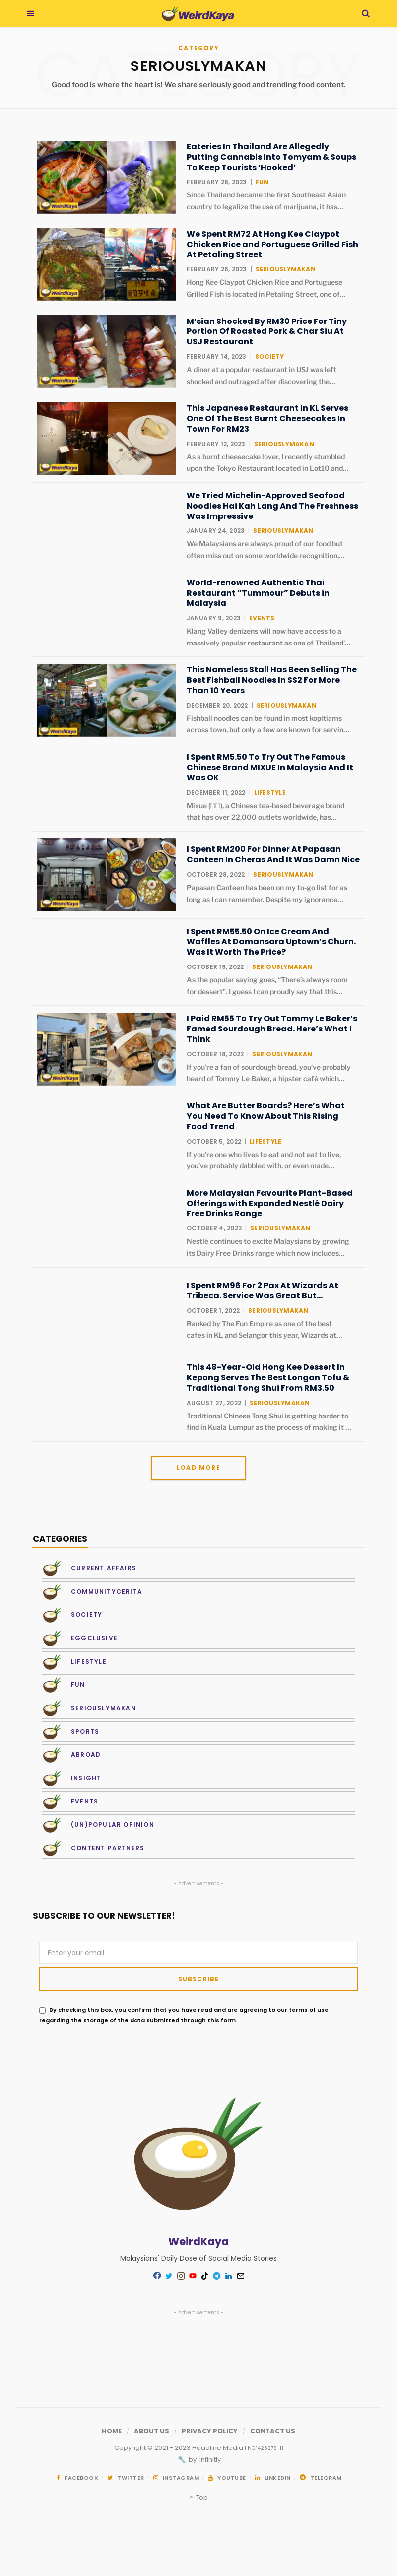 WeirdKaya
CATEGORY
SERIOUSLYMAKAN
Good food is where the heart is! We share seriously good and trending food content.
Eateries In Thailand Are Allegedly
Putting Cannabis Into Tomyam & Soups
To Keep Tourists ‘Hooked’
FEBRUARY 28, 2023 | FUN
Since Thailand became the first Southeast Asian
country to legalize the use of marijuana, it has...
WeirdKaya
We Spent RM72 At Hong Kee Claypot
Chicken Rice and Portuguese Grilled Fish
At Petaling Street
FEBRUARY 26, 2023 | SERIOUSLYMAKAN
Hong Kee Claypot Chicken Rice and Portuguese
Grilled Fish is located in Petaling Street, one of...
WeirdKaya
M’sian Shocked By RM30 Price For Tiny
Portion Of Roasted Pork & Char Siu At
USJ Restaurant
FEBRUARY 14, 2023 | SOCIETY
A diner at a popular restaurant in USJ was left
shocked and outraged after discovering the...
WeirdKaya
This Japanese Restaurant In KL Serves
One Of The Best Burnt Cheesecakes In
Town For RM23
FEBRUARY 12, 2023 | SERIOUSLYMAKAN
As a burnt cheesecake lover, I recently stumbled
upon the Tokyo Restaurant located in Lot10 and...
WeirdKaya
We Tried Michelin-Approved Seafood
Noodles Hai Kah Lang And The Freshness
Was Impressive
JANUARY 24, 2023 | SERIOUSLYMAKAN
We Malaysians are always proud of our food but
often miss out on some worldwide recognition,...
World-renowned Authentic Thai
Restaurant “Tummour” Debuts in
Malaysia
JANUARY 9, 2023 | EVENTS
Klang Valley denizens will now have access to a
massively popular restaurant as one of Thailand’...
This Nameless Stall Has Been Selling The
Best Fishball Noodles In SS2 For More
Than 10 Years
DECEMBER 20, 2022 | SERIOUSLYMAKAN
Fishball noodles can be found in most kopitiams
across town, but only a few are known for servin...
WeirdKaya
I Spent RM5.50 To Try Out The Famous
Chinese Brand MIXUE In Malaysia And It
Was OK
DECEMBER 11, 2022 | LIFESTYLE
Mixue (), a Chinese tea-based beverage brand
that has over 22,000 outlets worldwide, has...
I Spent RM200 For Dinner At Papasan
Canteen In Cheras And It Was Damn Nice
OCTOBER 28, 2022 | SERIOUSLYMAKAN
Papasan Canteen has been on my to-go list for as
long as I can remember. Despite my ignorance...
WeirdKaya
I Spent RM55.50 On Ice Cream And
Waffles At Damansara Uptown’s Churn.
Was It Worth The Price?
OCTOBER 19, 2022 | SERIOUSLYMAKAN
As the popular saying goes, “There’s always room
for dessert”. I guess I can proudly say that this...
I Paid RM55 To Try Out Tommy Le Baker’s
Famed Sourdough Bread. Here’s What I
Think
OCTOBER 18, 2022 | SERIOUSLYMAKAN
If you’re a fan of sourdough bread, you’ve probably
heard of Tommy Le Baker, a hipster café which...
WeirdKaya
What Are Butter Boards? Here’s What
You Need To Know About This Rising
Food Trend
OCTOBER 5, 2022 | LIFESTYLE
If you’re one who lives to eat and not eat to live,
you’ve probably dabbled with, or even made...
More Malaysian Favourite Plant-Based
Offerings with Expanded Nestlé Dairy
Free Drinks Range
OCTOBER 4, 2022 | SERIOUSLYMAKAN
Nestlé continues to excite Malaysians by growing
its Dairy Free Drinks range which now includes...
I Spent RM96 For 2 Pax At Wizards At
Tribeca. Service Was Great But…
OCTOBER 1, 2022 | SERIOUSLYMAKAN
Ranked by The Fun Empire as one of the best
cafes in KL and Selangor this year, Wizards at...
This 48-Year-Old Hong Kee Dessert In
Kepong Serves The Best Longan Tofu &
Traditional Tong Shui From RM3.50
AUGUST 27, 2022 | SERIOUSLYMAKAN
Traditional Chinese Tong Shui is getting harder to
find in Kuala Lumpur as the process of making it ...
LOAD MORE
CATEGORIES
CURRENT AFFAIRS
COMMUNITYCERITA
SOCIETY
EGGCLUSIVE
LIFESTYLE
FUN
SERIOUSLYMAKAN
SPORTS
ABROAD
INSIGHT
EVENTS
(UN)POPULAR OPINION
CONTENT PARTNERS
- Advertisements -
SUBSCRIBE TO OUR NEWSLETTER!
Enter your email
SUBSCRIBE
By checking this box, you confirm that you have read and are agreeing to our terms of use
regarding the storage of the data submitted through this form.
WeirdKaya
Malaysians' Daily Dose of Social Media Stories
- Advertisements -
HOME / ABOUT US / PRIVACY POLICY / CONTACT US
Copyright © 2021 - 2023 Headline Media | NO1426279-H
by Infinitly
FACEBOOK / TWITTER / INSTAGRAM / YOUTUBE / LINKEDIN / TELEGRAM
Top